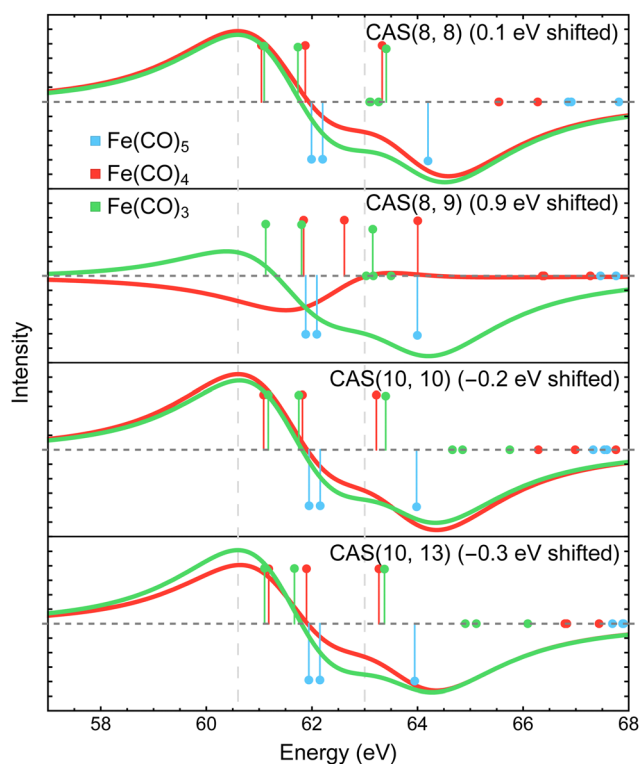 CAS(8, 8) (0.1 eV shifted)
Fe(CO)₅
Fe(CO)₄
Fe(CO)₃
CAS(8, 9) (0.9 eV shifted)
CAS(10, 10) (−0.2 eV shifted)
CAS(10, 13) (−0.3 eV shifted)
Intensity
58 60 62 64 66 68
Energy (eV)